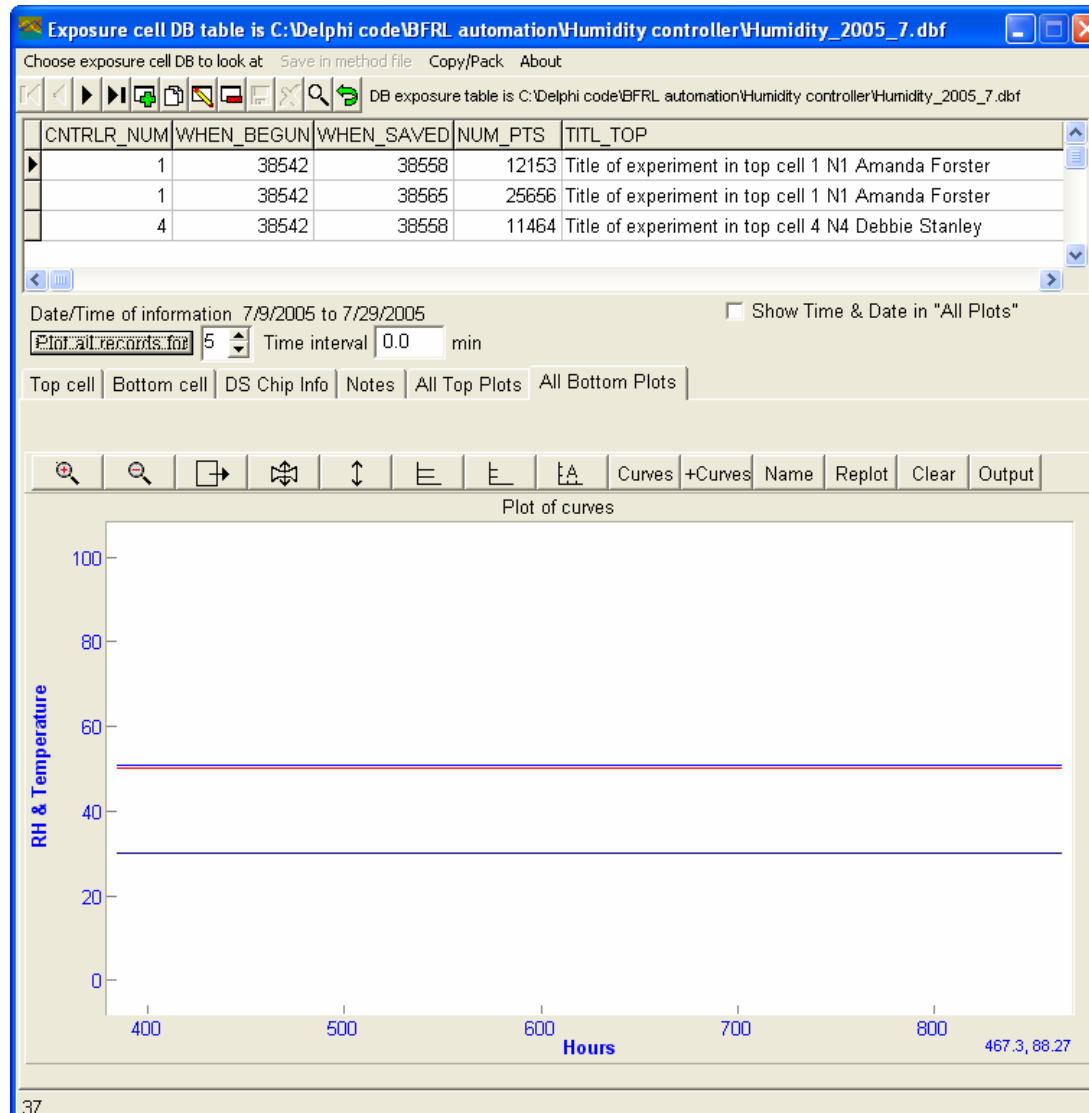 Exposure cell DB table is C:\Delphi code\BFRL automation\Humidity controller\Humidity_2005_7.dbf
Choose exposure cell DB to look at Save in method file Copy/Pack About
DB exposure table is C:\Delphi code\BFRL automation\Humidity controller\Humidity_2005_7.dbf
CNTRLR_NUM WHEN_BEGUN WHEN_SAVED NUM_PTS TITL_TOP
1 38542 38558 12153 Title of experiment in top cell 1 N1 Amanda Forster
1 38542 38565 25656 Title of experiment in top cell 1 N1 Amanda Forster
4 38542 38558 11464 Title of experiment in top cell 4 N4 Debbie Stanley
Date/Time of information 7/9/2005 to 7/29/2005
Show Time & Date in "All Plots"
Plot all records for 5 Time interval 0.0 min
Top cell Bottom cell DS Chip Info Notes All Top Plots All Bottom Plots
A Curves +Curves Name Replot Clear Output
Plot of curves
RH & Temperature
100
80
60
40
20
0
400 500 600 700 800
Hours
467.3, 88.27
37